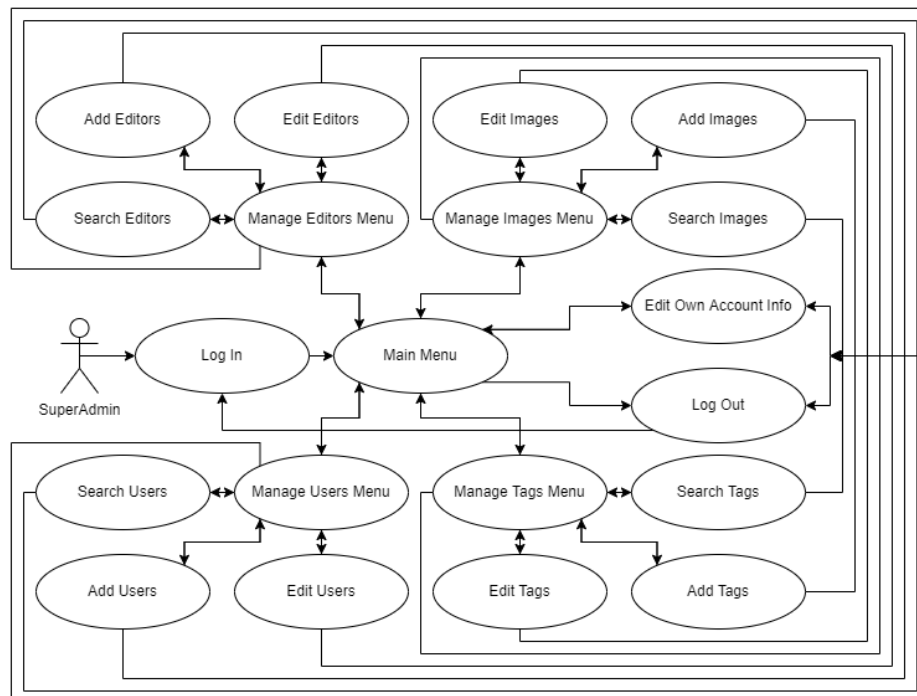 Add Editors
Edit Editors
Edit Images
Add Images
Search Editors
Manage Editors Menu
Manage Images Menu
Search Images
Edit Own Account Info
Log In
Main Menu
SuperAdmin
Log Out
Search Users
Manage Users Menu
Manage Tags Menu
Search Tags
Add Users
Edit Users
Edit Tags
Add Tags